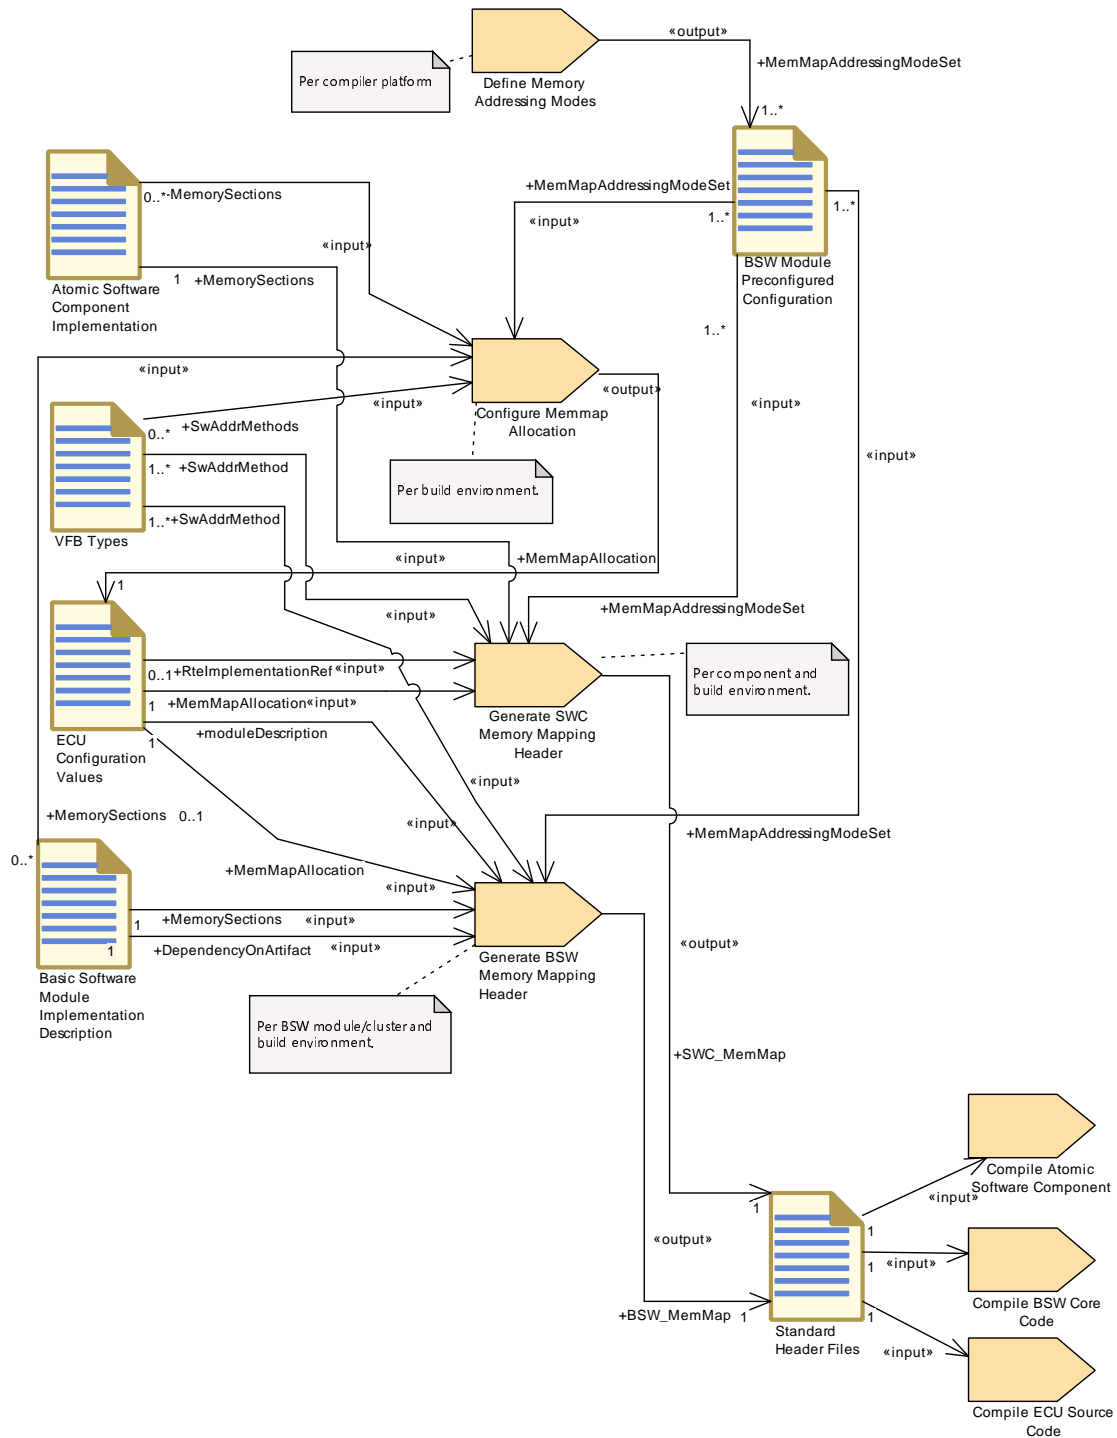 «output»
+MemMapAddressingModeSet
Per compiler platform
Define Memory
Addressing Modes
1..*
+MemMapAddressingModeSet
0..*
-MemorySections
1..*
1..*
«input»
«input»
BSW Module
Preconfigured
Configuration
1
+MemorySections
Atomic Software
Component
Implementation
1..*
«input»
«input»
«output»
«input»
«input»
Configure Memmap
Allocation
0..*
+SwAddrMethods
«input»
1..*
+SwAddrMethod
Per build environment.
1..*
+SwAddrMethod
VFB Types
«input»
+MemMapAllocation
1
«input»
+MemMapAddressingModeSet
0..1
+RteImplementationRef
«input»
Per component and
build environment.
1
+MemMapAllocation
«input»
Generate SWC
Memory Mapping
Header
+moduleDescription
1
ECU
Configuration
Values
«input»
+MemorySections
0..1
«input»
+MemMapAddressingModeSet
0..*
+MemMapAllocation
«input»
1
+MemorySections
«input»
«output»
1
+DependencyOnArtifact
«input»
Generate BSW
Memory Mapping
Header
Basic Software
Module
Implementation
Description
Per BSW module/cluster and
build environment.
+SWC_MemMap
Compile Atomic
Software Component
«input»
1
1
«output»
1
«input»
Compile BSW Core
Code
+BSW_MemMap
1
1
Standard
Header Files
«input»
Compile ECU Source
Code